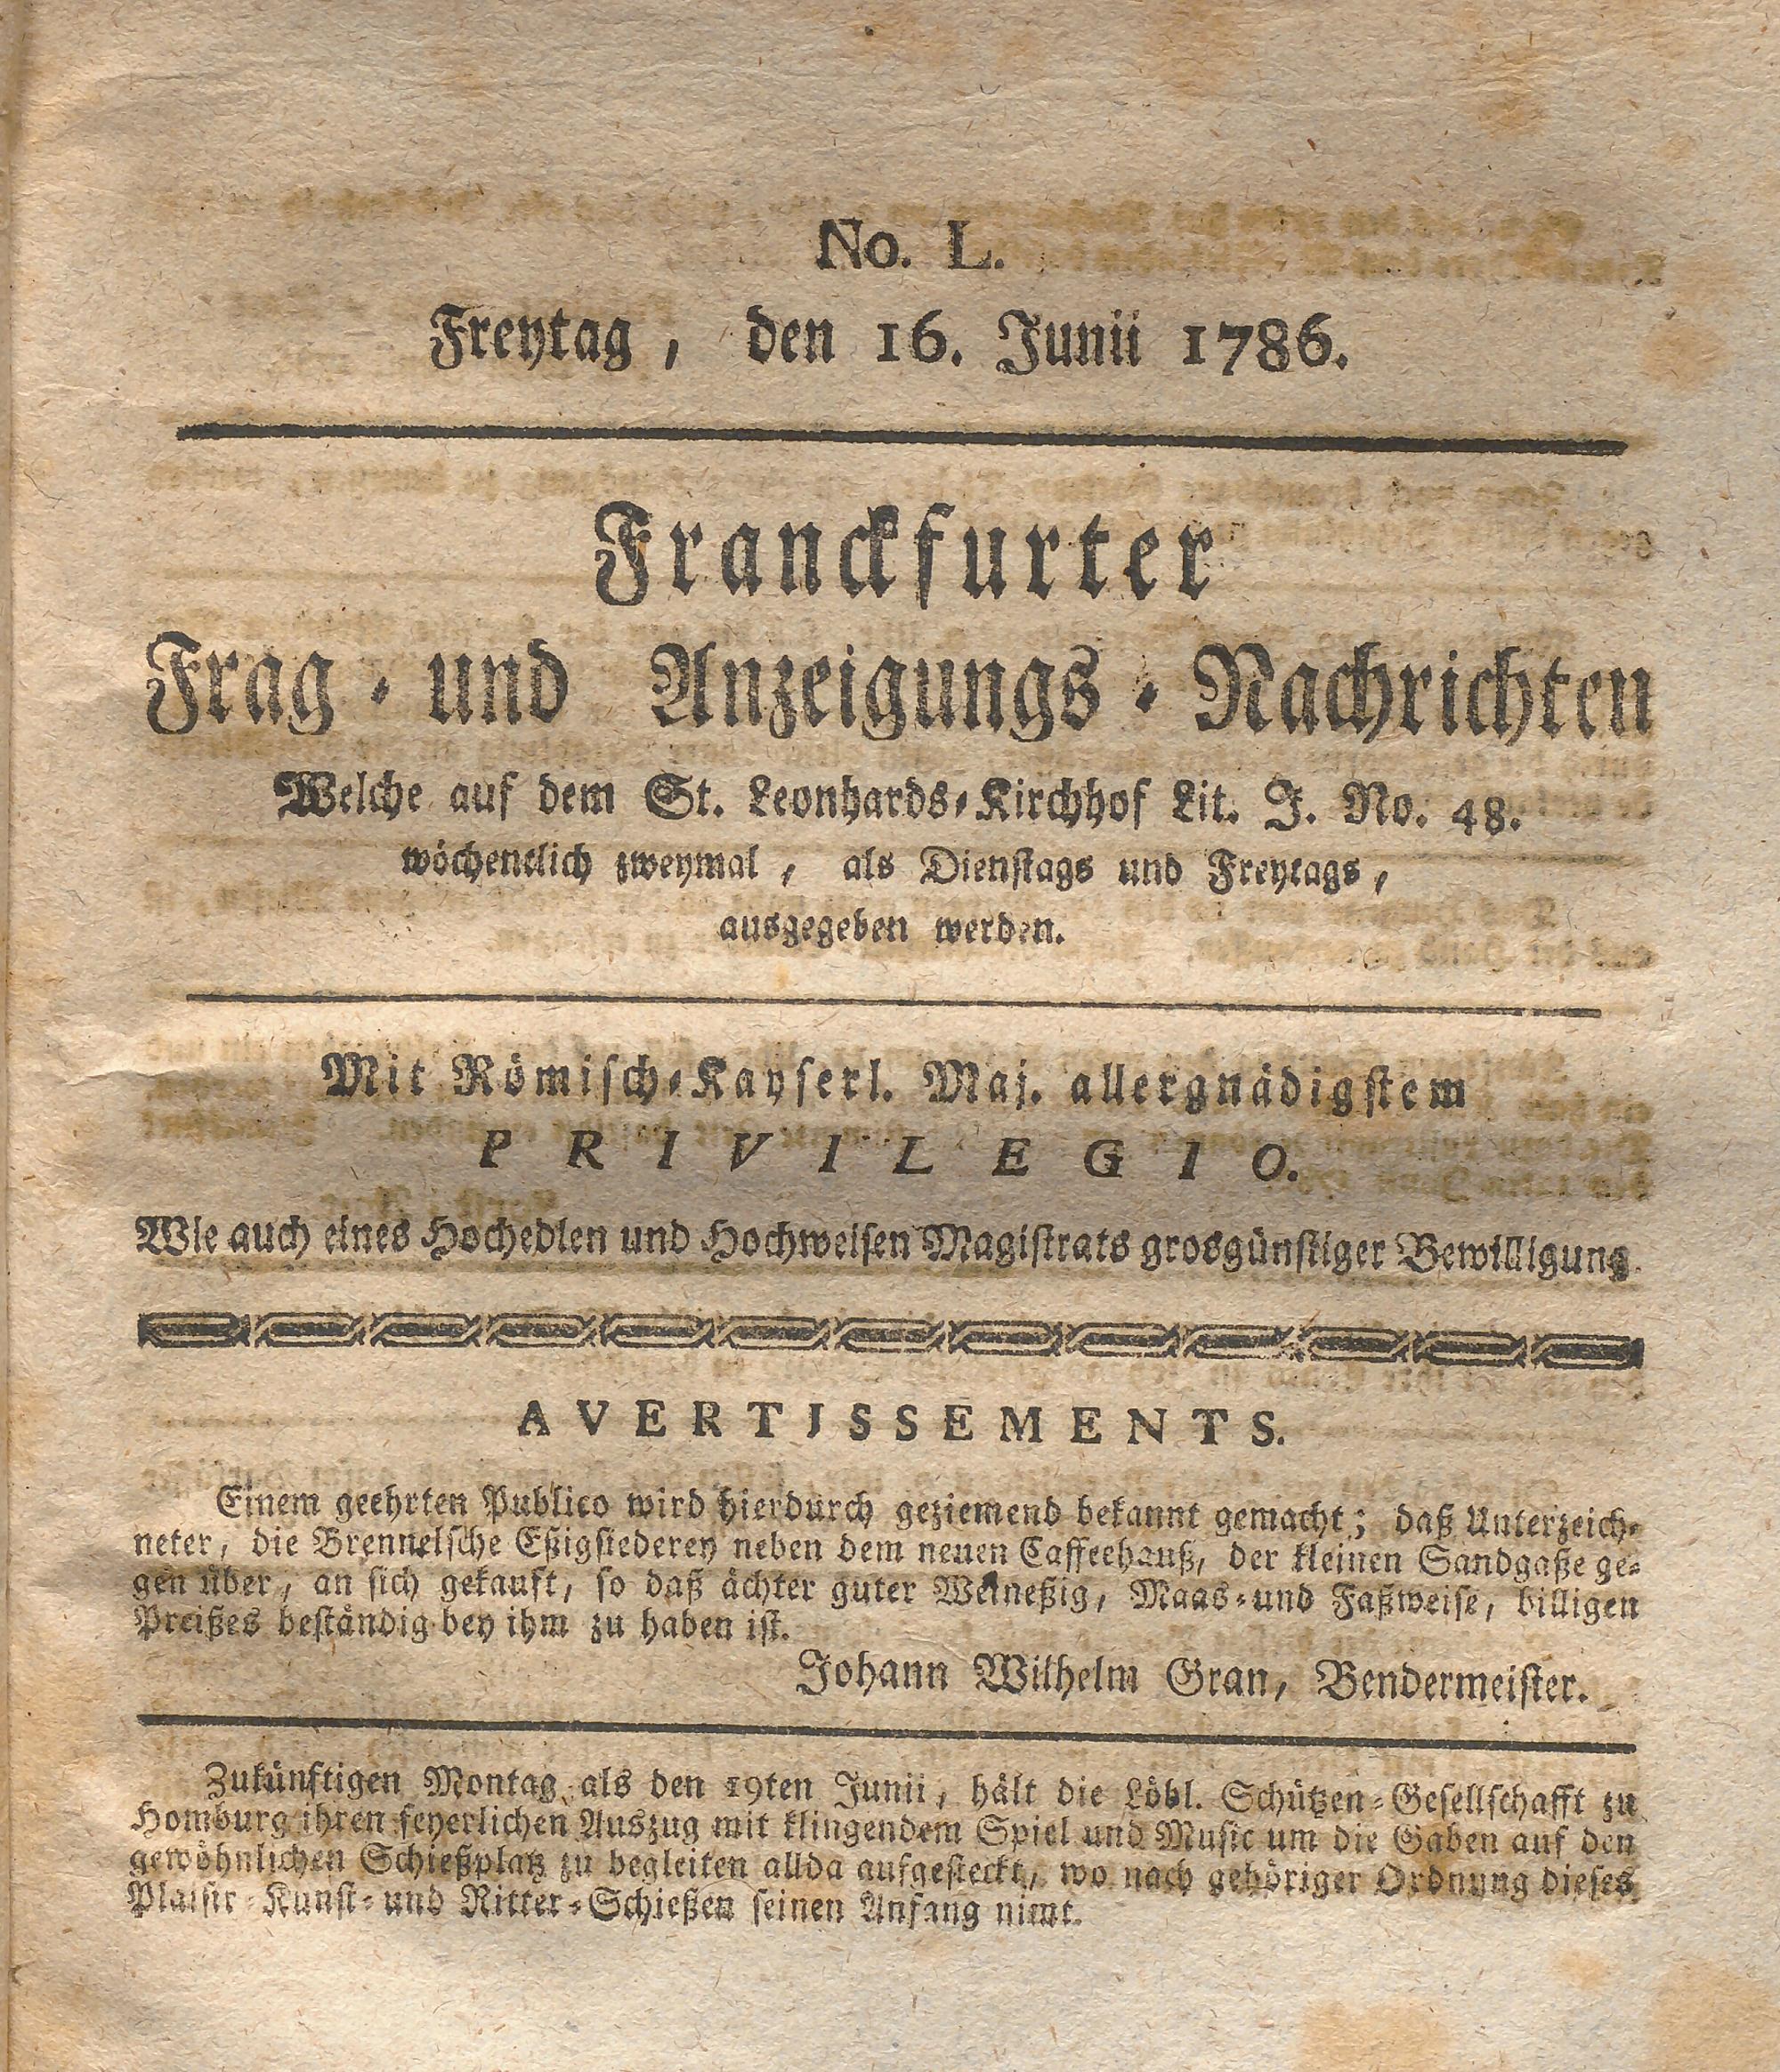 No. L.
Freytag, den 16. Junii 1786.
Franckfurter
Frag- und Anzeigungs-Nachrichten
Welche auf dem St. Leonhards-Kirchhof Lit. J. No. 48.
wöchentlich zweymal, als Dienstags und Freytags,
ausgegeben werden.
Mit Römisch-Kayserl. Maj. allergnädigstem
PRIVILEGIO.
Wie auch eines Hochedlen und Hochweisen Magistrats grosgünstiger Bewilligung.
AVERTJSSEMENTS.
Einem geehrten Publico wird hierdurch geziemend bekannt gemacht; daß Unterzeich-
neter, die Brennelsche Eßigsiederey neben dem neuen Caffeehauß, der kleinen Sandgaße ge-
gen über, an sich gekauft, so daß ächter guter Weineßig, Maas-und Faßweise, billigen
Preißes beständig bey ihm zu haben ist.
Johann Wilhelm Gran, Bendermeister.
Zukünftigen Montag, als den 19ten Junii, hält die Löbl. Schützen-Gesellschafft zu
Homburg ihren feyerlichen Auszug mit klingendem Spiel und Music um die Gaben auf den
gewöhnlichen Schießplatz zu begleiten allda aufgesteckt, wo nach gehöriger Ordnung dieses
Plaisir-Kunst-und Ritter-Schießen seinen Anfang nimt.